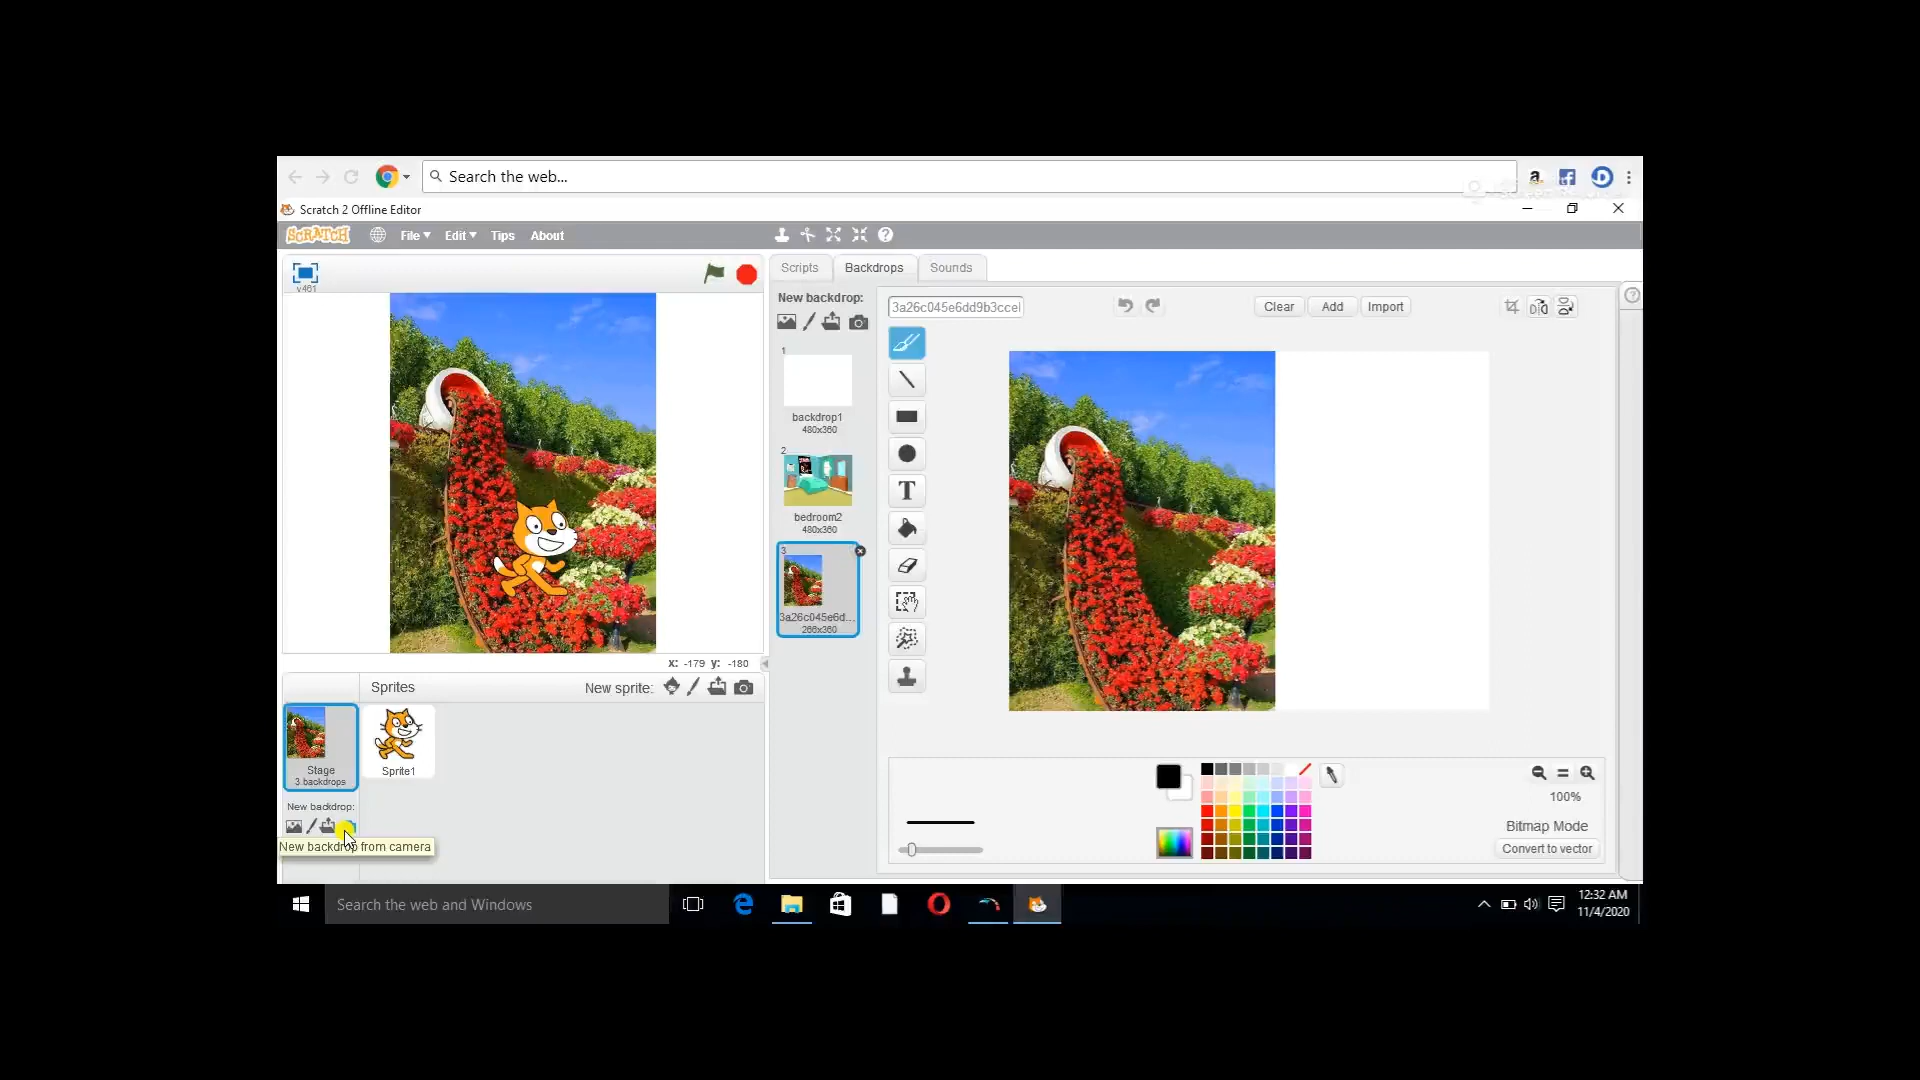 Search the web...
Scratch 2 Offline Editor
SCRATCH File Edit Tips About
v461
Scripts Backdrops Sounds
New backdrop:
3a26c045e6dd9b3ccel
Clear Add Import
1
backdrop1
480x360
2
bedroom2
480x360
3
3a26c045e6d...
266x360
T
x: -179 y: -180
Sprites New sprite:
Stage
3 backdrops
Sprite1
New backdrop:
New backdrop from camera
100%
Bitmap Mode
Convert to vector
Search the web and Windows
12:32 AM
11/4/2020